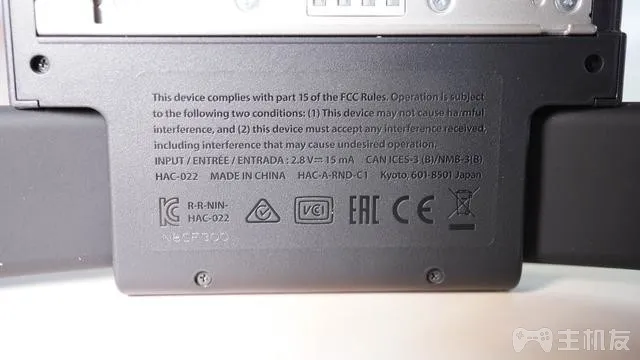 This device complies with part 15 of the FCC Rules. Operation is subject
to the following two conditions: (1) This device may not cause harmful
interference, and (2) this device must accept any interference received,
including interference that may cause undesired operation.
INPUT / ENTRÉE / ENTRADA : 2.8 V⎓15 mA CAN ICES-3 (B)/NMB-3(B)
HAC-022 MADE IN CHINA HAC-A-RND-C1 Kyoto, 601-8501 Japan
R-R-NIN-
HAC-022
VCI
EAC
CE
主机友